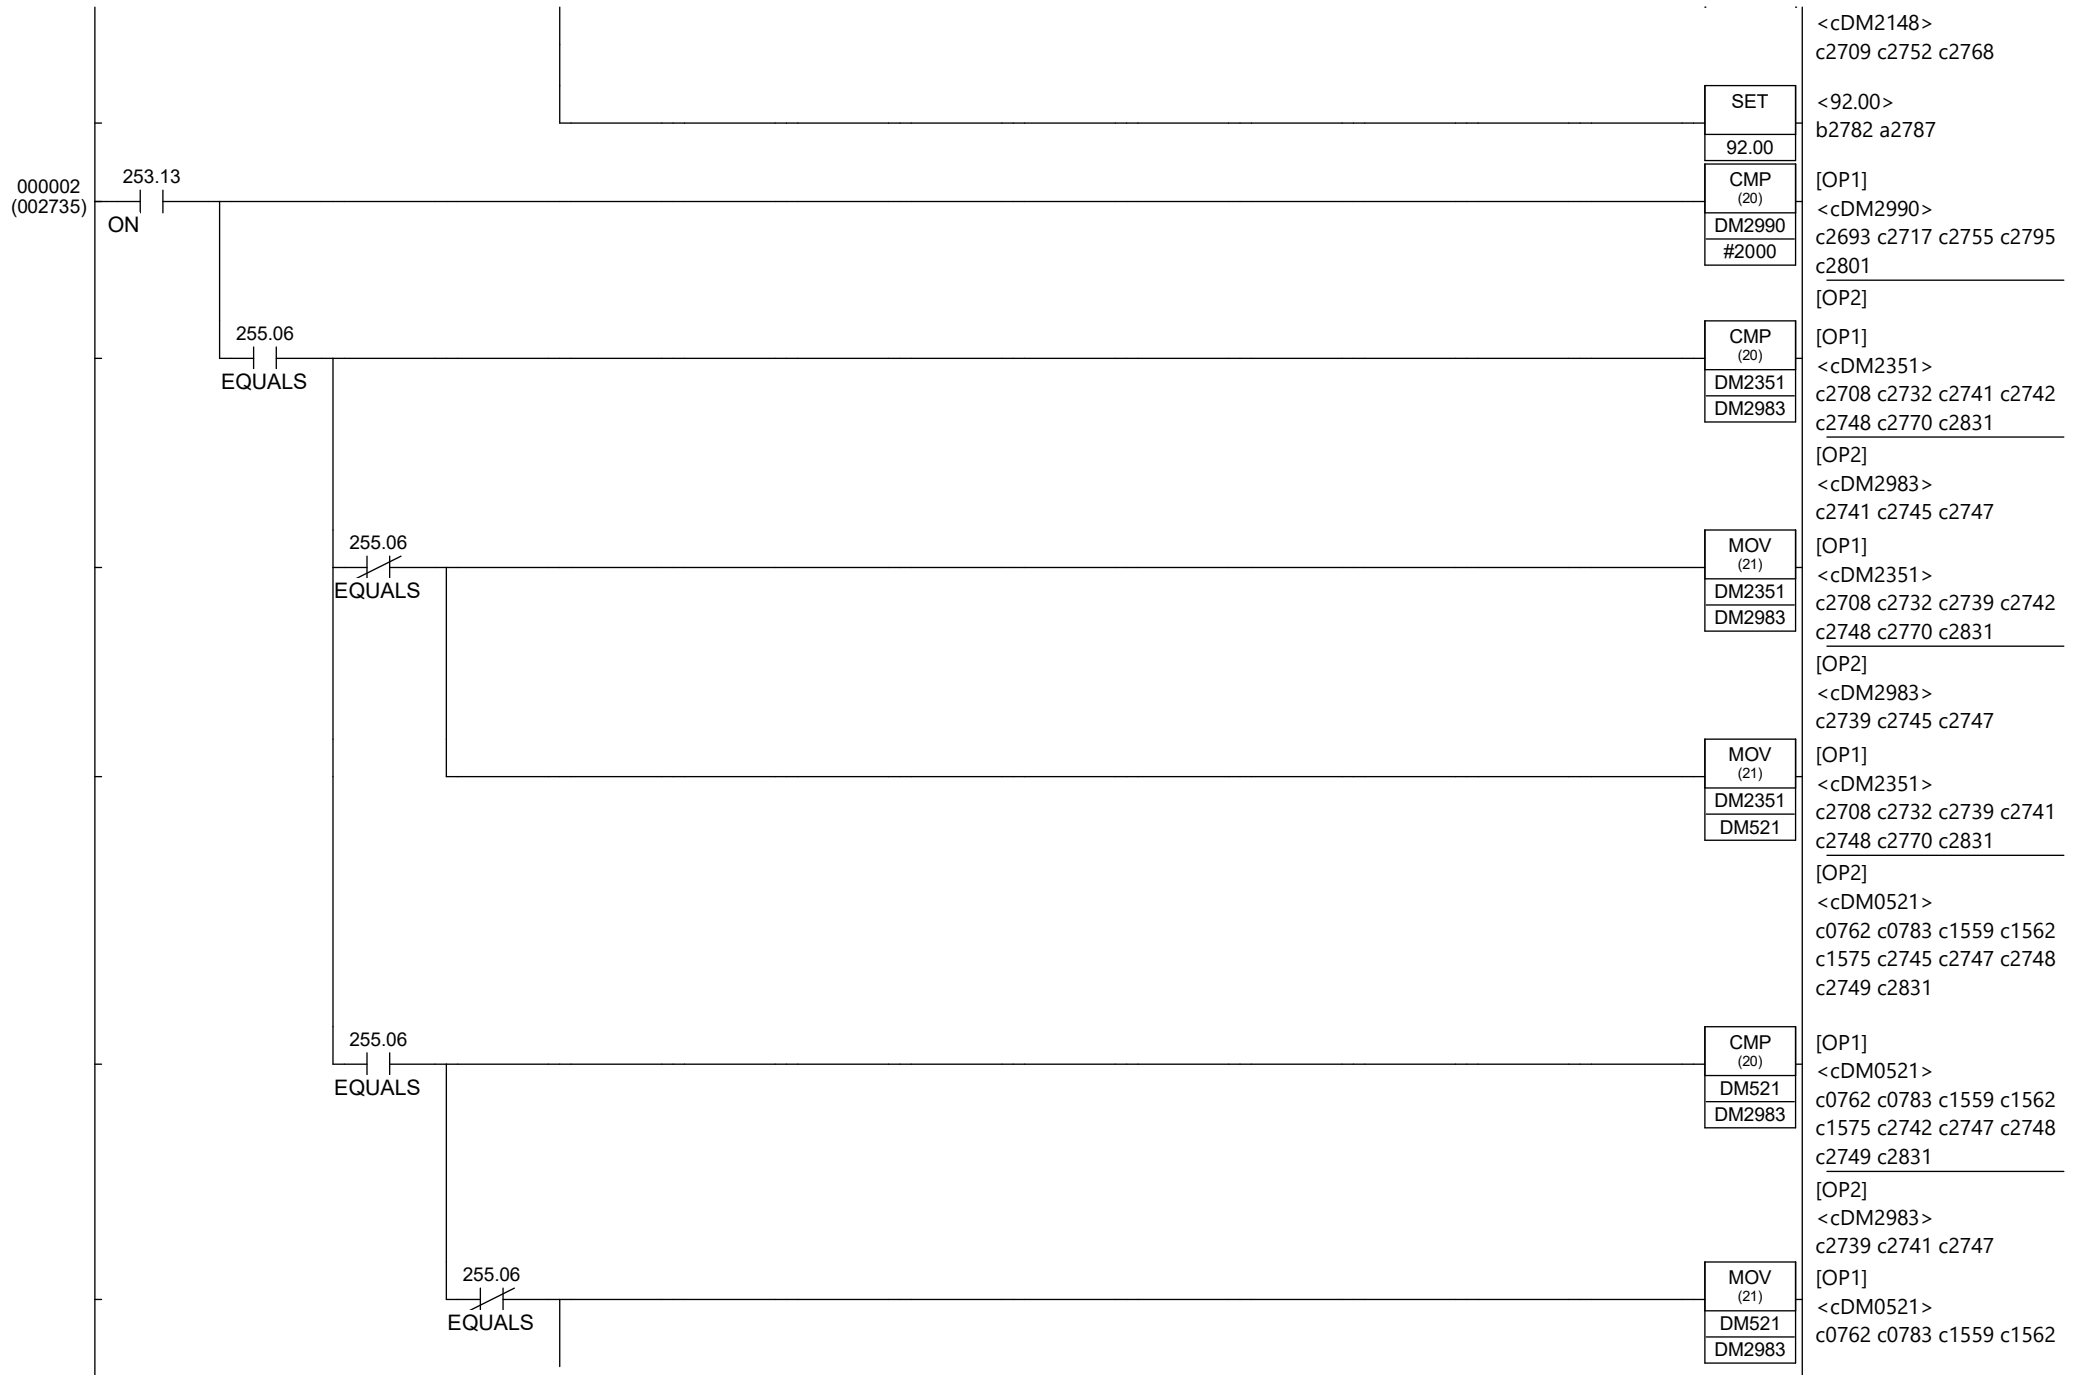 <cDM2148>
c2709 c2752 c2768
SET
92.00
<92.00>
b2782 a2787
000002
(002735)
253.13
ON
CMP
(20)
DM2990
#2000
[OP1]
<cDM2990>
c2693 c2717 c2755 c2795
c2801
[OP2]
255.06
EQUALS
CMP
(20)
DM2351
DM2983
[OP1]
<cDM2351>
c2708 c2732 c2741 c2742
c2748 c2770 c2831
[OP2]
<cDM2983>
c2741 c2745 c2747
255.06
EQUALS
MOV
(21)
DM2351
DM2983
[OP1]
<cDM2351>
c2708 c2732 c2739 c2742
c2748 c2770 c2831
[OP2]
<cDM2983>
c2739 c2745 c2747
MOV
(21)
DM2351
DM521
[OP1]
<cDM2351>
c2708 c2732 c2739 c2741
c2748 c2770 c2831
[OP2]
<cDM0521>
c0762 c0783 c1559 c1562
c1575 c2745 c2747 c2748
c2749 c2831
255.06
EQUALS
CMP
(20)
DM521
DM2983
[OP1]
<cDM0521>
c0762 c0783 c1559 c1562
c1575 c2742 c2747 c2748
c2749 c2831
[OP2]
<cDM2983>
c2739 c2741 c2747
255.06
EQUALS
MOV
(21)
DM521
DM2983
[OP1]
<cDM0521>
c0762 c0783 c1559 c1562